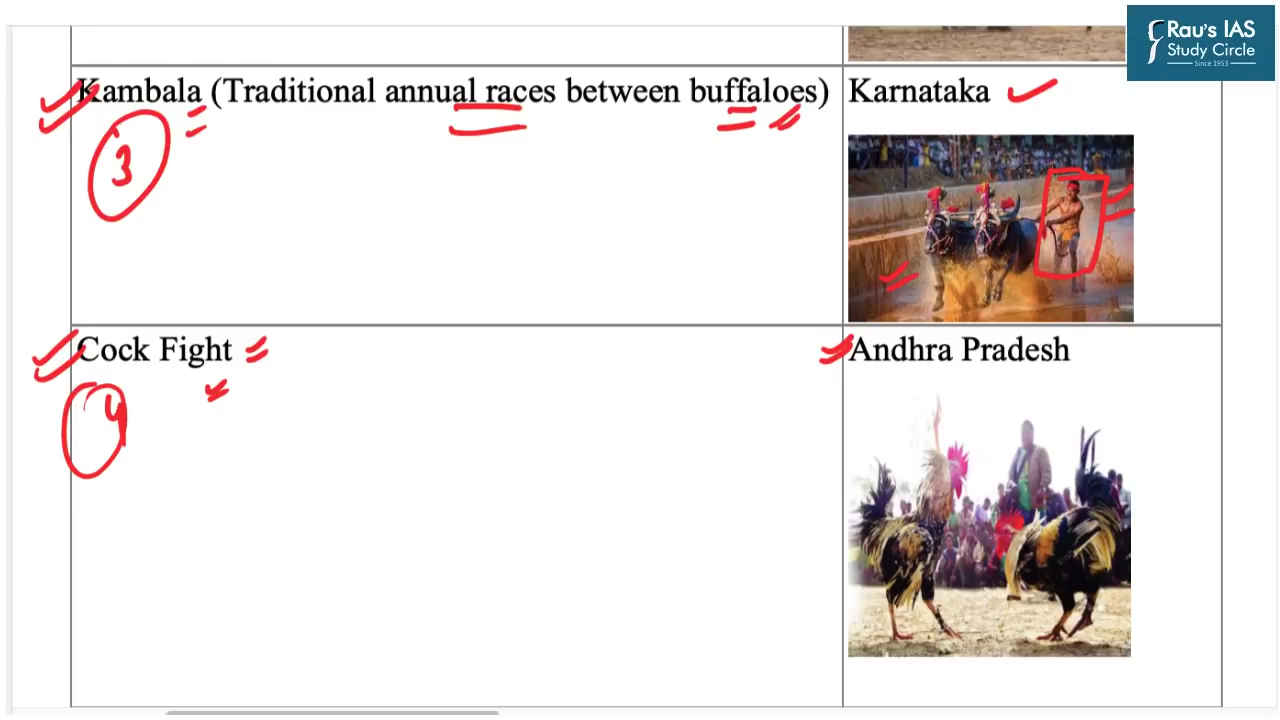 Rau's IAS
Study Circle
Since 1953
Kambala (Traditional annual races between buffaloes)
Karnataka
3
Cock Fight
Andhra Pradesh
4